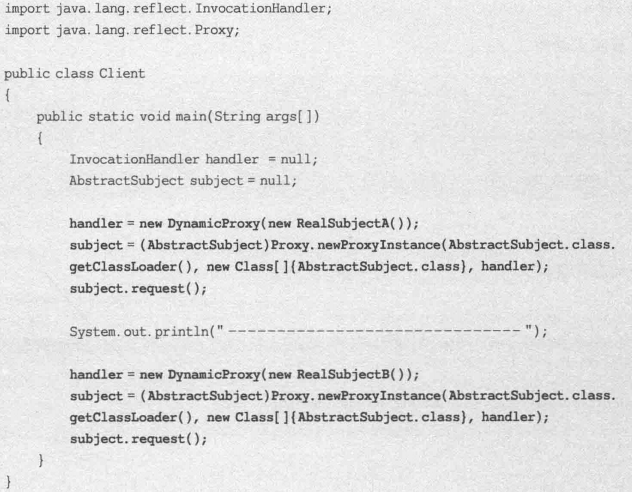 import java.lang.reflect.InvocationHandler;
import java.lang.reflect.Proxy;
public class Client
{
public static void main(String args[])
{
InvocationHandler handler = null;
AbstractSubject subject = null;
handler = new DynamicProxy(new RealSubjectA());
subject = (AbstractSubject)Proxy.newProxyInstance(AbstractSubject.class.
getClassLoader(), new Class[]{AbstractSubject.class}, handler);
subject.request();
System.out.println("------------------------------");
handler = new DynamicProxy(new RealSubjectB());
subject = (AbstractSubject)Proxy.newProxyInstance(AbstractSubject.class.
getClassLoader(), new Class[]{AbstractSubject.class}, handler);
subject.request();
}
}